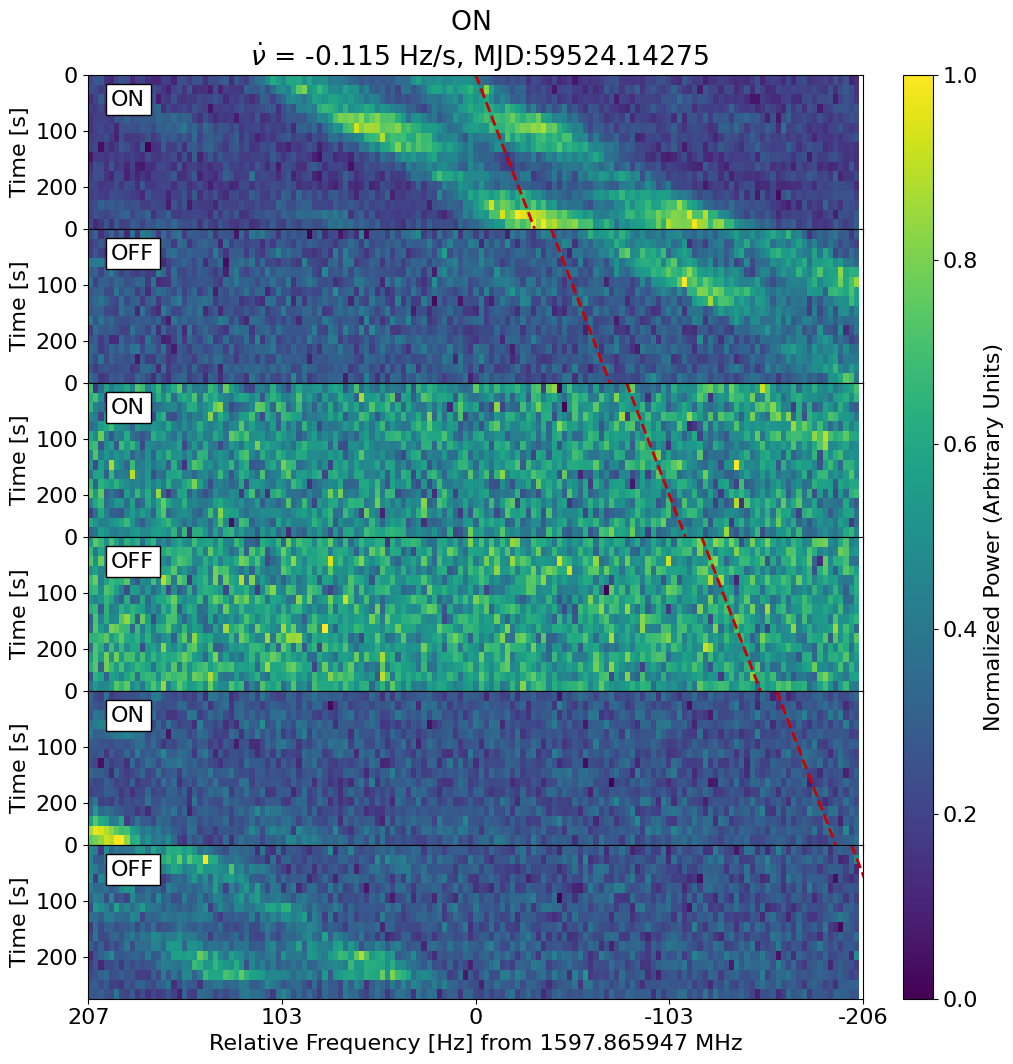 ON
ν̇ = -0.115 Hz/s, MJD:59524.14275
0
ON
100
Time [s]
200
0
OFF
100
Time [s]
200
0
ON
100
Time [s]
200
0
OFF
100
Time [s]
200
0
ON
100
Time [s]
200
0
OFF
100
Time [s]
200
207 103 0 -103 -206
Relative Frequency [Hz] from 1597.865947 MHz
1.0
0.8
0.6
0.4
0.2
0.0
Normalized Power (Arbitrary Units)